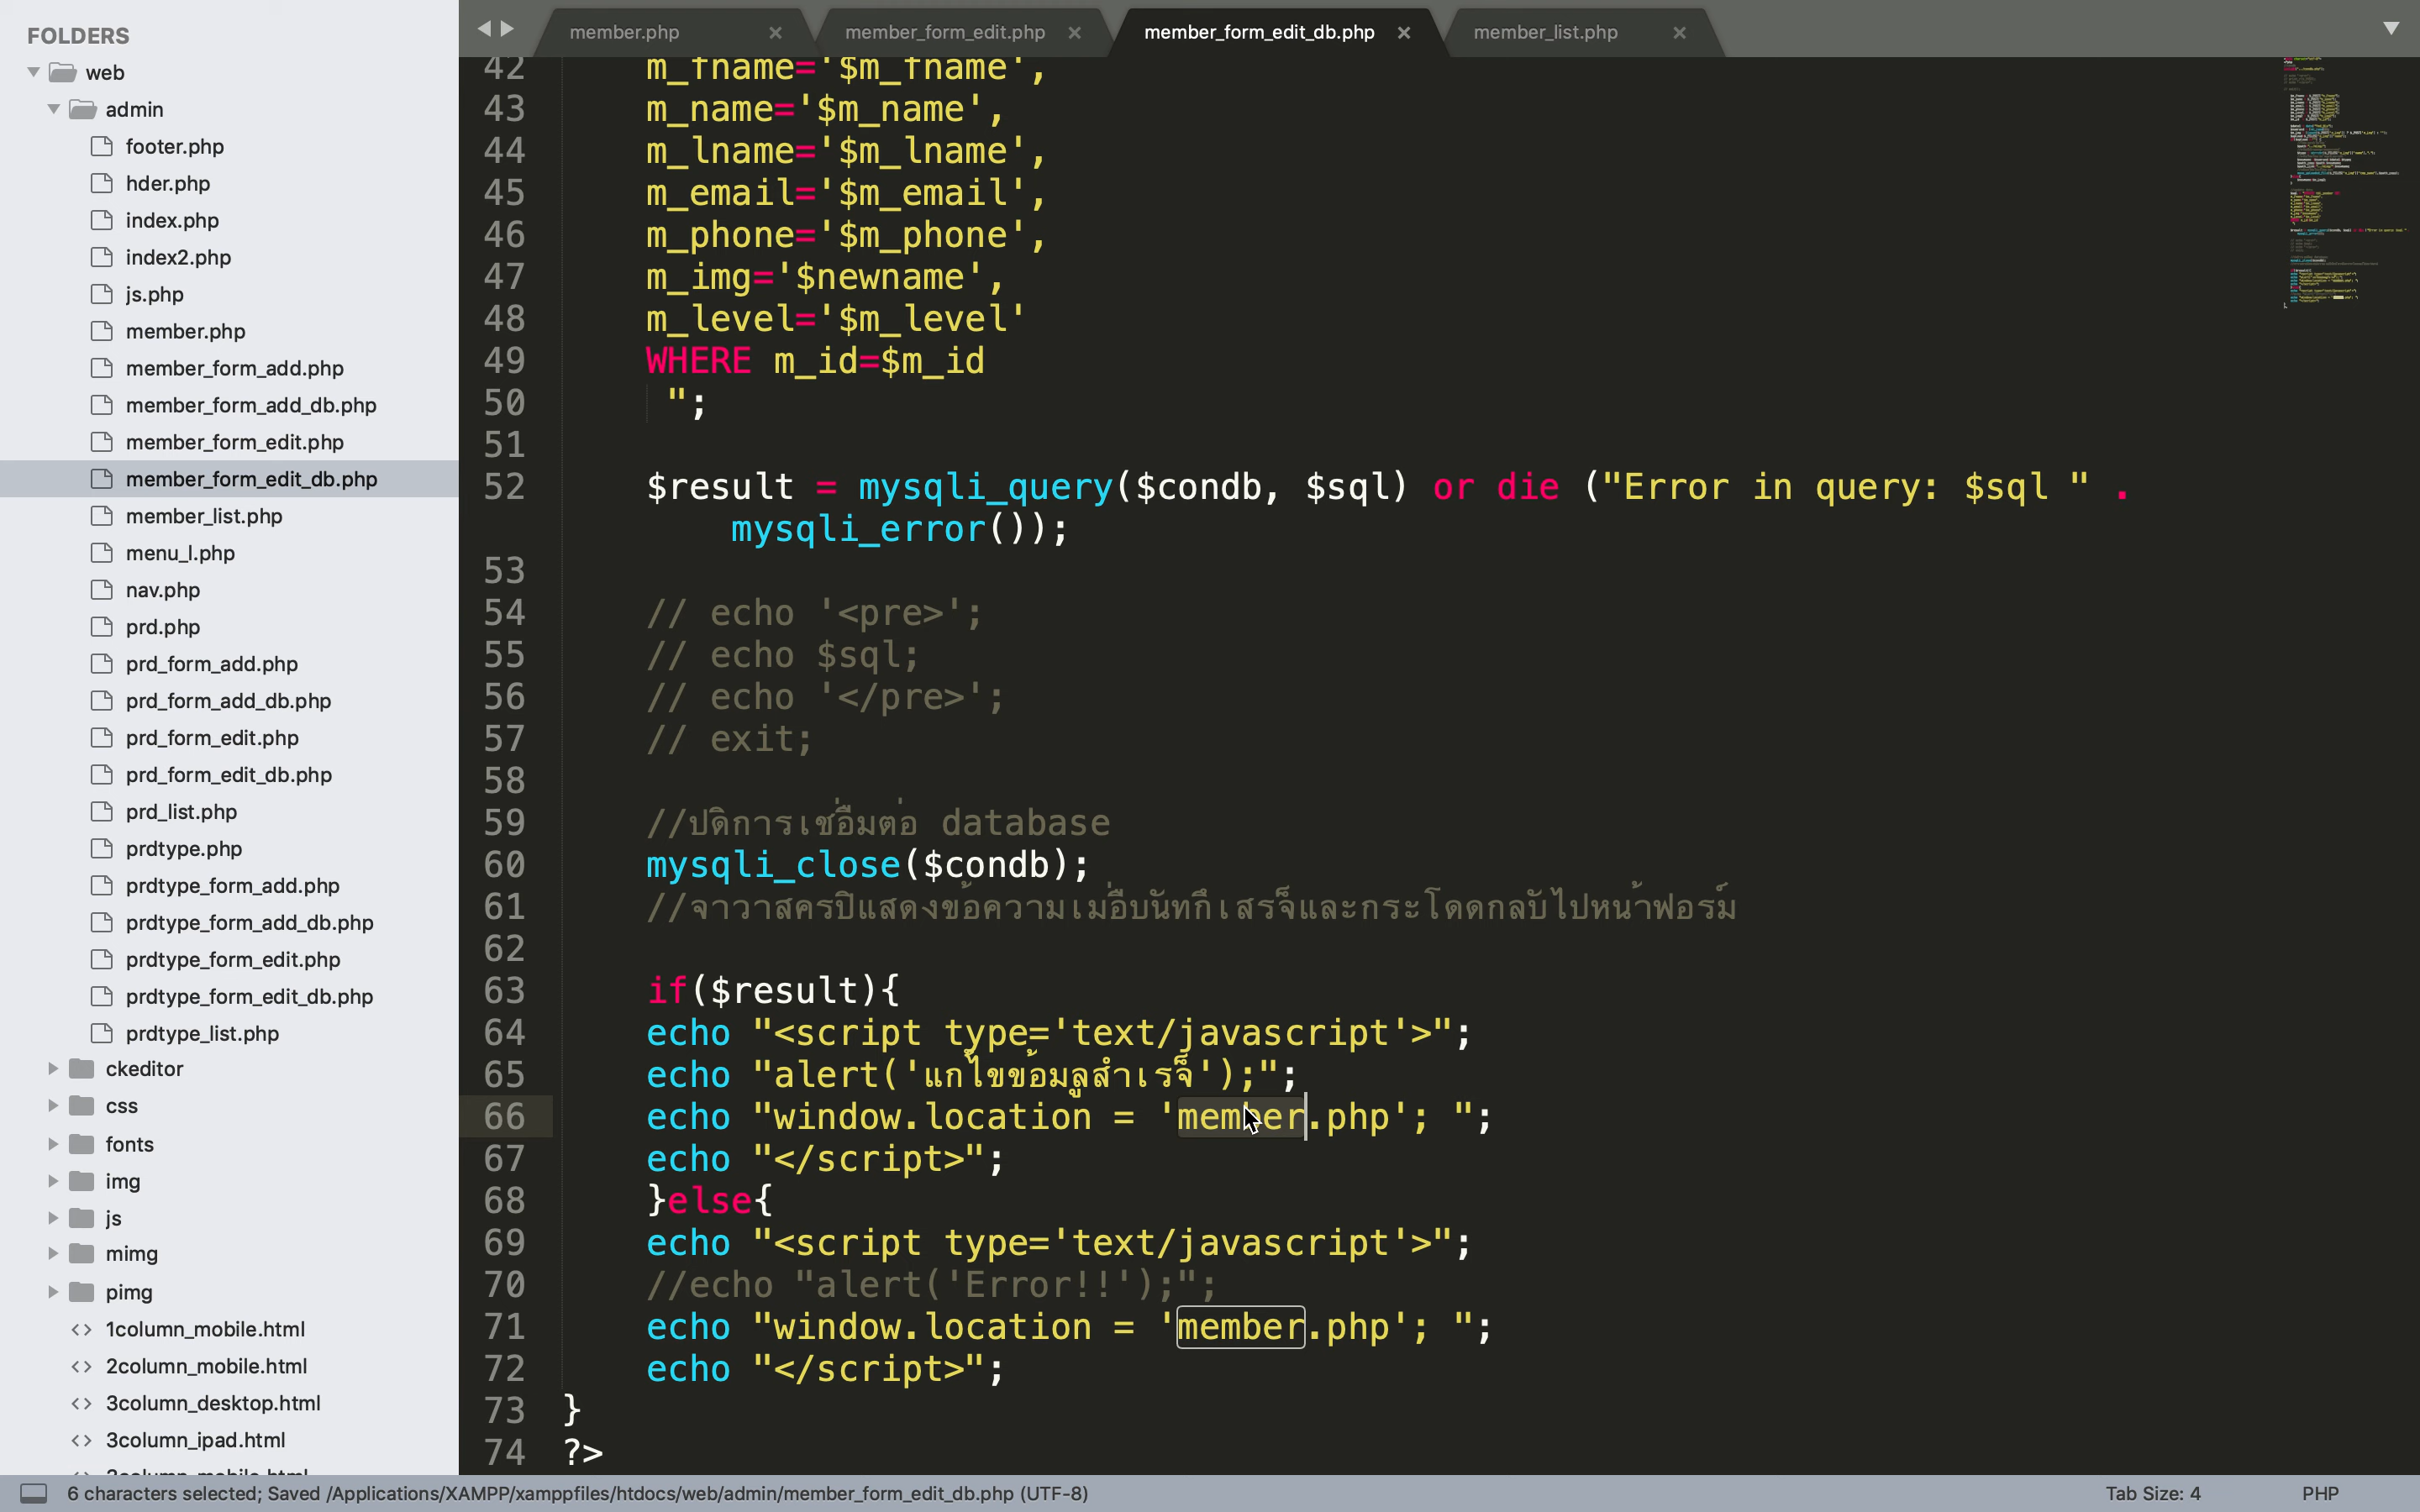 FOLDERS
web
admin
footer.php
hder.php
index.php
index2.php
js.php
member.php
member_form_add.php
member_form_add_db.php
member_form_edit.php
member_form_edit_db.php
member_list.php
menu_l.php
nav.php
prd.php
prd_form_add.php
prd_form_add_db.php
prd_form_edit.php
prd_form_edit_db.php
prd_list.php
prdtype.php
prdtype_form_add.php
prdtype_form_add_db.php
prdtype_form_edit.php
prdtype_form_edit_db.php
prdtype_list.php
ckeditor
css
fonts
img
js
mimg
pimg
1column_mobile.html
2column_mobile.html
3column_desktop.html
3column_ipad.html
member.php
member_form_edit.php
member_form_edit_db.php
member_list.php
42 m_fname='$m_fname',
43 m_name='$m_name',
44 m_lname='$m_lname',
45 m_email='$m_email',
46 m_phone='$m_phone',
47 m_img='$newname',
48 m_level='$m_level'
49 WHERE m_id=$m_id
50 ";
51
52 $result = mysqli_query($condb, $sql) or die ("Error in query: $sql " .
mysqli_error());
53
54 // echo '<pre>';
55 // echo $sql;
56 // echo '</pre>';
57 // exit;
58
59 //ปิดการเชื่อมต่อ database
60 mysqli_close($condb);
61 //จาวาสคริปแสดงข้อความเมื่อบันทึกเสร็จและกระโดดกลับไปหน้าฟอร์ม
62
63 if($result){
64 echo "<script type='text/javascript'>";
65 echo "alert('แก้ไขข้อมูลสำเร็จ');";
66 echo "window.location = 'member.php'; ";
67 echo "</script>";
68 }else{
69 echo "<script type='text/javascript'>";
70 //echo "alert('Error!!');";
71 echo "window.location = 'member.php'; ";
72 echo "</script>";
73 }
74 ?>
6 characters selected; Saved /Applications/XAMPP/xamppfiles/htdocs/web/admin/member_form_edit_db.php (UTF-8)
Tab Size: 4
PHP